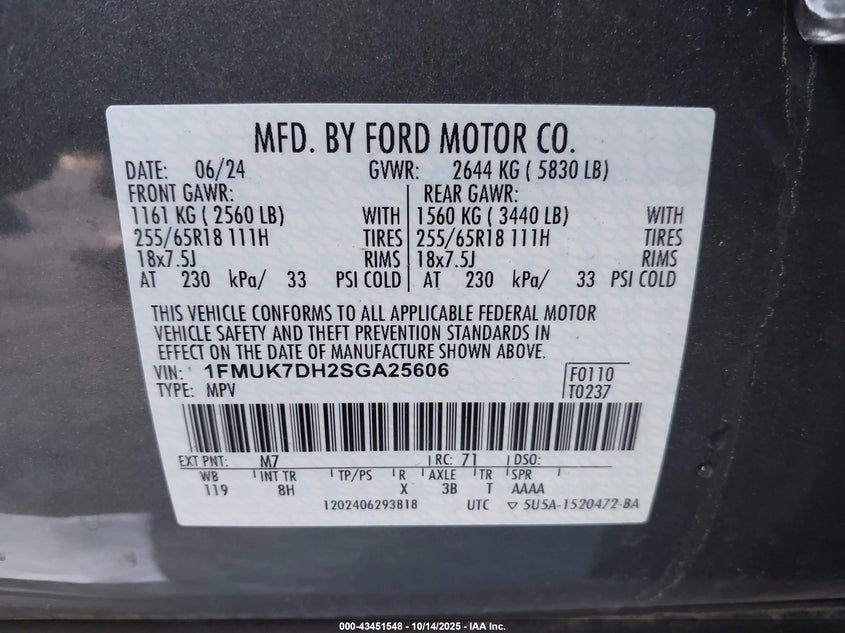 MFD. BY FORD MOTOR CO.
DATE: 06/24 GVWR: 2644 KG ( 5830 LB)
FRONT GAWR: REAR GAWR:
1161 KG ( 2560 LB) WITH 1560 KG ( 3440 LB) WITH
255/65R18 111H TIRES 255/65R18 111H TIRES
18x7.5J RIMS 18x7.5J RIMS
AT 230 kPa/ 33 PSI COLD AT 230 kPa/ 33 PSI COLD
THIS VEHICLE CONFORMS TO ALL APPLICABLE FEDERAL MOTOR
VEHICLE SAFETY AND THEFT PREVENTION STANDARDS IN
EFFECT ON THE DATE OF MANUFACTURE SHOWN ABOVE.
VIN: 1FMUK7DH2SGA25606 F0110
TYPE: MPV T0237
EXT PNT: M7 RC: 71 DSO:
WB INT TR TP/PS R AXLE TR SPR
119 8H X 3B T AAAA
1202406293818 UTC ▽ 5U5A-1520472-BA
000-43451548 - 10/14/2025 - IAA Inc.